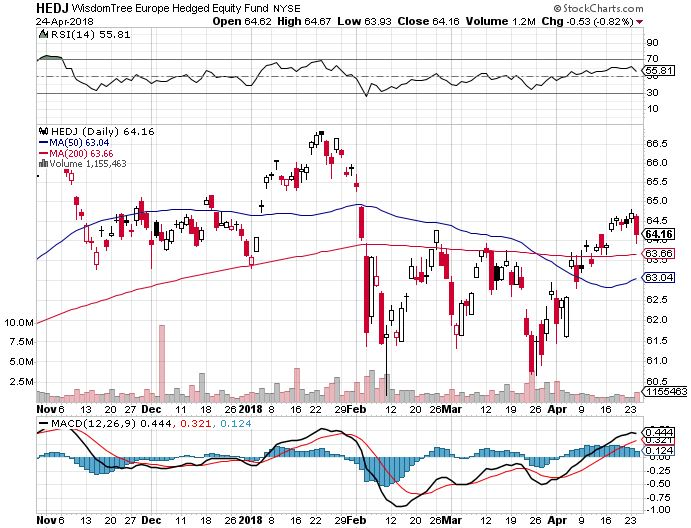 HEDJ WisdomTree Europe Hedged Equity Fund NYSE
© StockCharts.com
24-Apr-2018 Open 64.62 High 64.67 Low 63.93 Close 64.16 Volume 1.2M Chg -0.53 (-0.82%)
RSI(14) 55.81
90
70
55.81
50
30
10
HEDJ (Daily) 64.16
MA(50) 63.04
MA(200) 63.66
Volume 1,155,463
66.5
66.0
65.5
65.0
64.5
64.16
64.0
63.66
63.5
63.04
62.5
62.0
61.5
61.0
60.5
10.0M
7.5M
5.0M
2.5M
1155463
Nov 6 13 20 27 Dec 11 18 26 2018 8 16 22 29 Feb 12 20 26 Mar 12 19 26 Apr 9 16 23
MACD(12,26,9) 0.444, 0.321, 0.124
0.444
0.321
0.124
0.00
-0.25
-0.50
-0.75
-1.00
Nov 6 13 20 27 Dec 11 18 26 2018 8 16 22 29 Feb 12 20 26 Mar 12 19 26 Apr 9 16 23